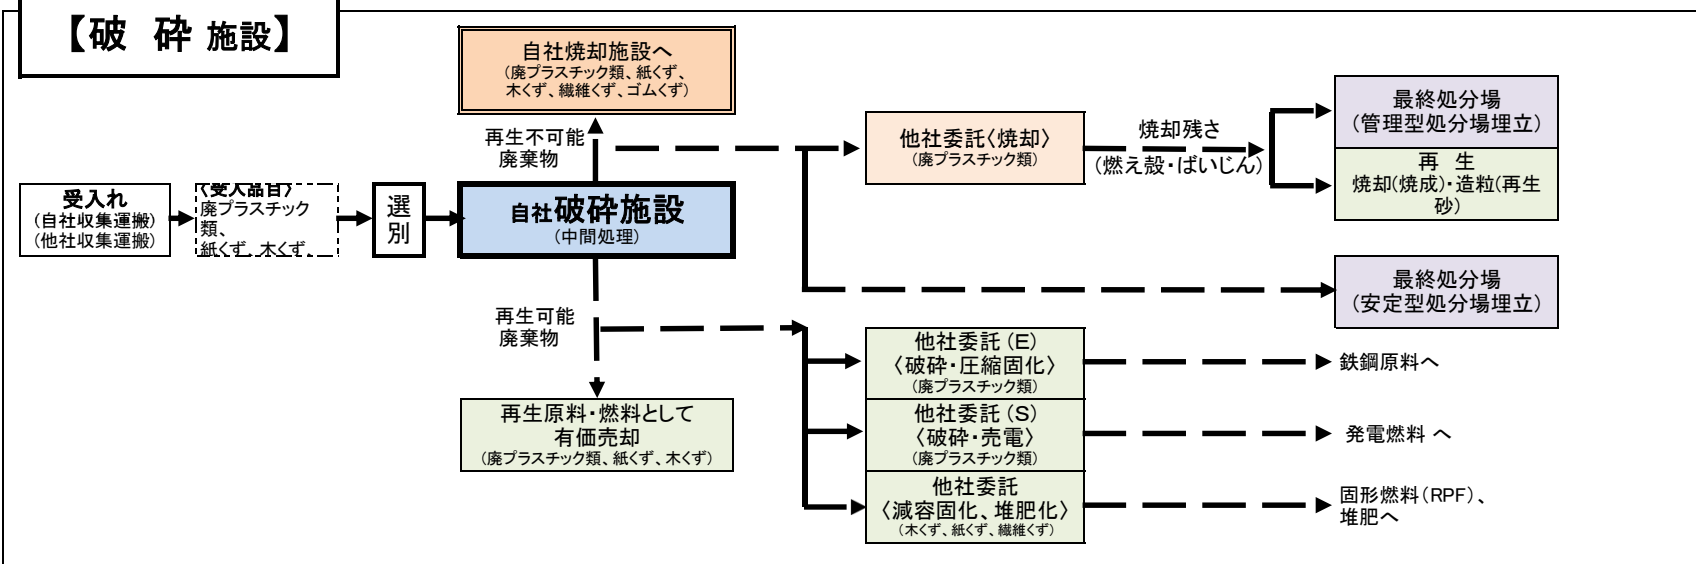 【破 砕 施設】
自社焼却施設へ
(廃プラスチック類、紙くず、
木くず、繊維くず、ゴムくず)
再生不可能
廃棄物
受入れ
(自社収集運搬)
(他社収集運搬)
〈受入品目〉
廃プラスチック
類、
紙くず、木くず、
選
別
自社破砕施設
(中間処理)
再生可能
廃棄物
再生原料・燃料として
有価売却
(廃プラスチック類、紙くず、木くず)
他社委託〈焼却〉
(廃プラスチック類)
焼却残さ
(燃え殻・ばいじん)
最終処分場
(管理型処分場埋立)
再 生
焼却(焼成)・造粒(再生
砂)
最終処分場
(安定型処分場埋立)
他社委託(E)
〈破砕・圧縮固化〉
(廃プラスチック類)
鉄鋼原料へ
他社委託(S)
〈破砕・売電〉
(廃プラスチック類)
発電燃料 へ
他社委託
〈減容固化、堆肥化〉
(木くず、紙くず、繊維くず)
固形燃料(RPF)、
堆肥へ